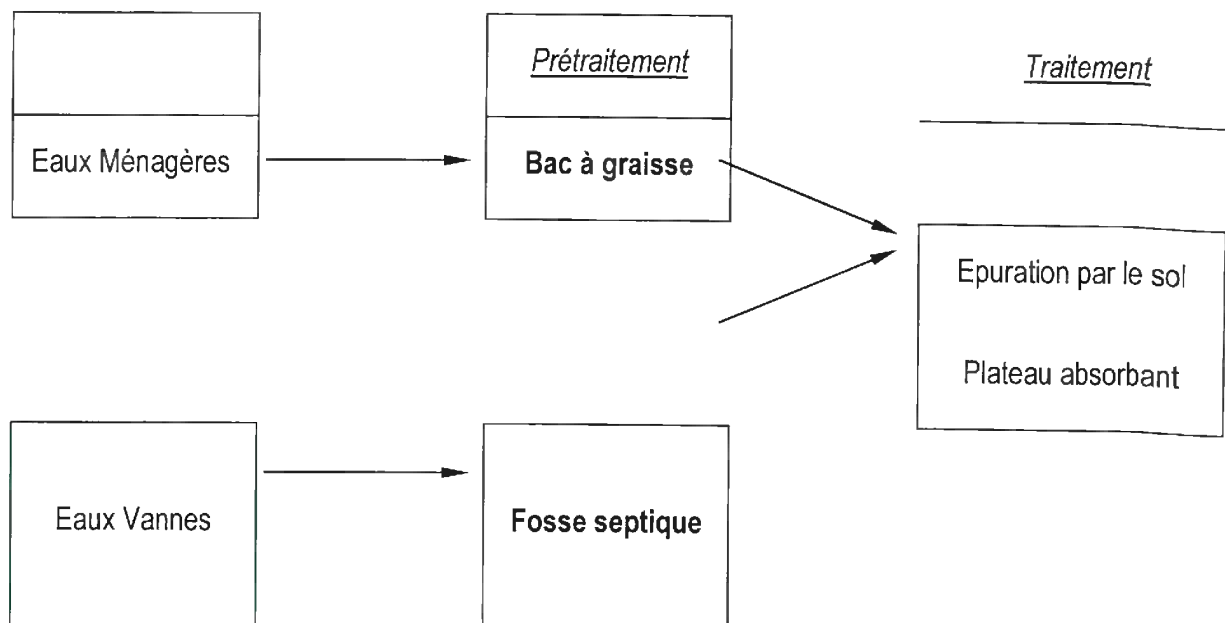 Prétraitement
Traitement
Eaux Ménagères
Bac à graisse
Epuration par le sol
Plateau absorbant
Eaux Vannes
Fosse septique